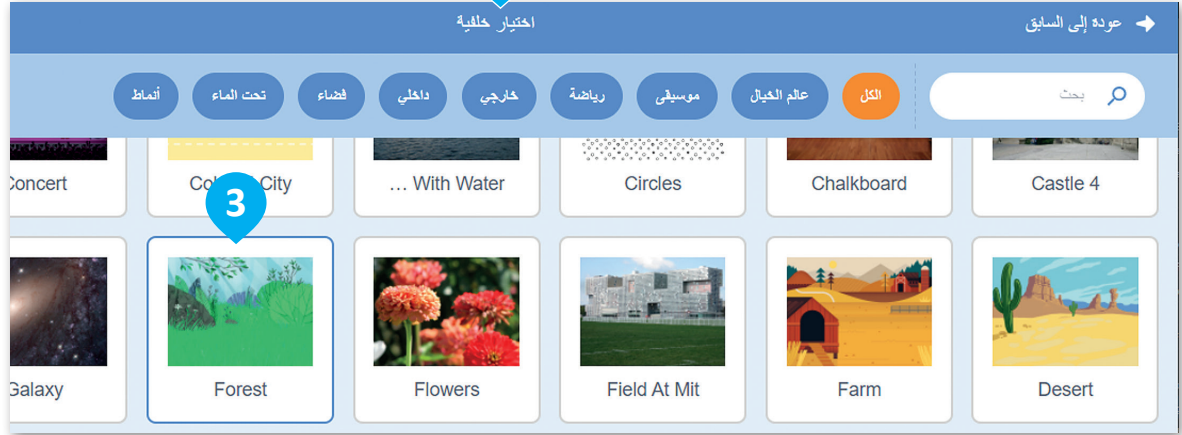 عودة إلى السابق
اختيار خلفية
بحث
الكل
عالم الخيال
موسيقى
رياضة
خارجي
داخلي
فضاء
تحت الماء
أنماط
Castle 4
Chalkboard
Circles
... With Water
City
Concert
3
Desert
Farm
Field At Mit
Flowers
Forest
Galaxy